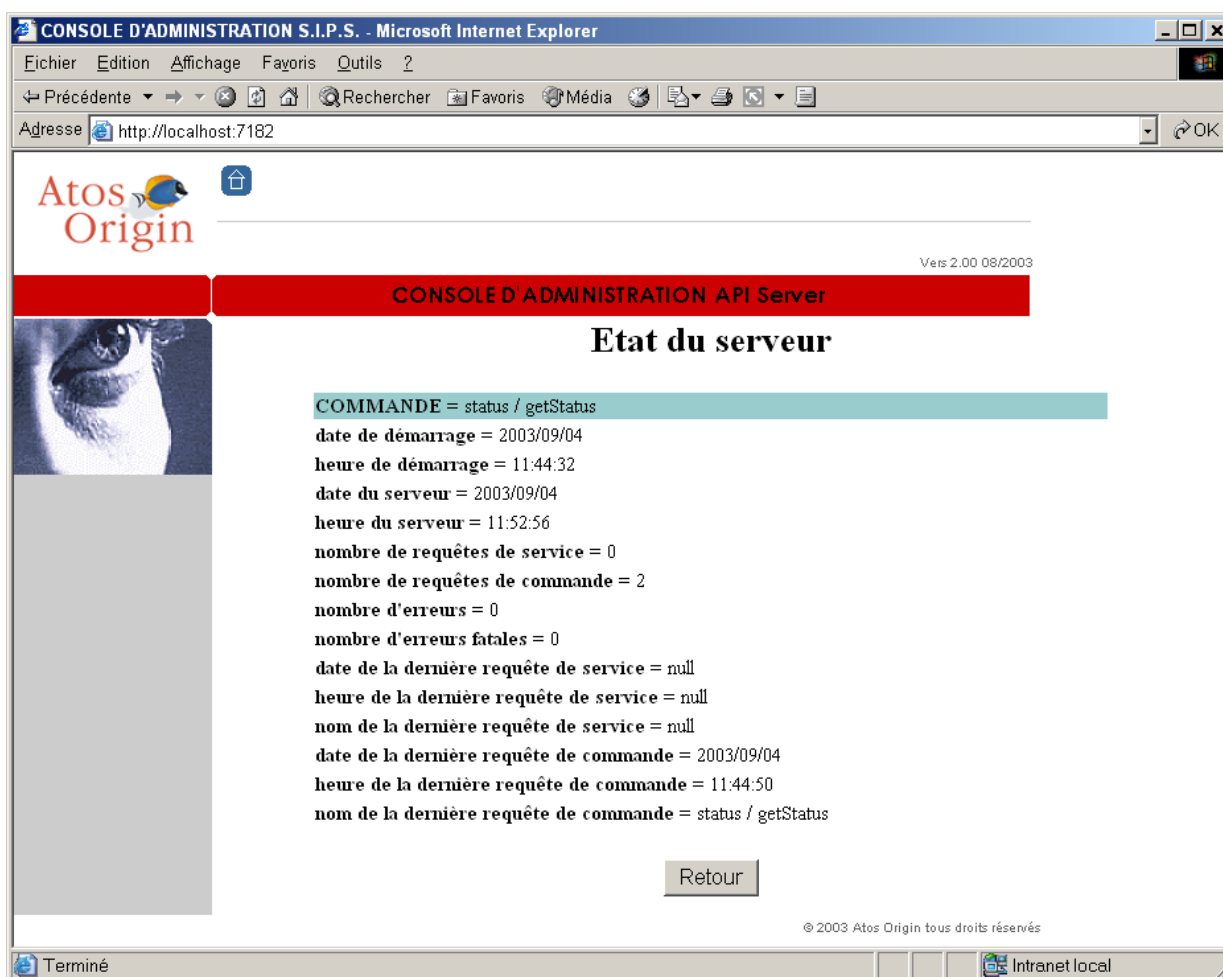 CONSOLE D'ADMINISTRATION S.I.P.S. - Microsoft Internet Explorer
Fichier Edition Affichage Favoris Outils ?
Précédente Rechercher Favoris Média
Adresse http://localhost:7182 OK
Atos
Origin
Vers 2.00 08/2003
CONSOLE D'ADMINISTRATION API Server
Etat du serveur
COMMANDE = status / getStatus
date de démarrage = 2003/09/04
heure de démarrage = 11:44:32
date du serveur = 2003/09/04
heure du serveur = 11:52:56
nombre de requêtes de service = 0
nombre de requêtes de commande = 2
nombre d'erreurs = 0
nombre d'erreurs fatales = 0
date de la dernière requête de service = null
heure de la dernière requête de service = null
nom de la dernière requête de service = null
date de la dernière requête de commande = 2003/09/04
heure de la dernière requête de commande = 11:44:50
nom de la dernière requête de commande = status / getStatus
Retour
© 2003 Atos Origin tous droits réservés
Terminé Intranet local